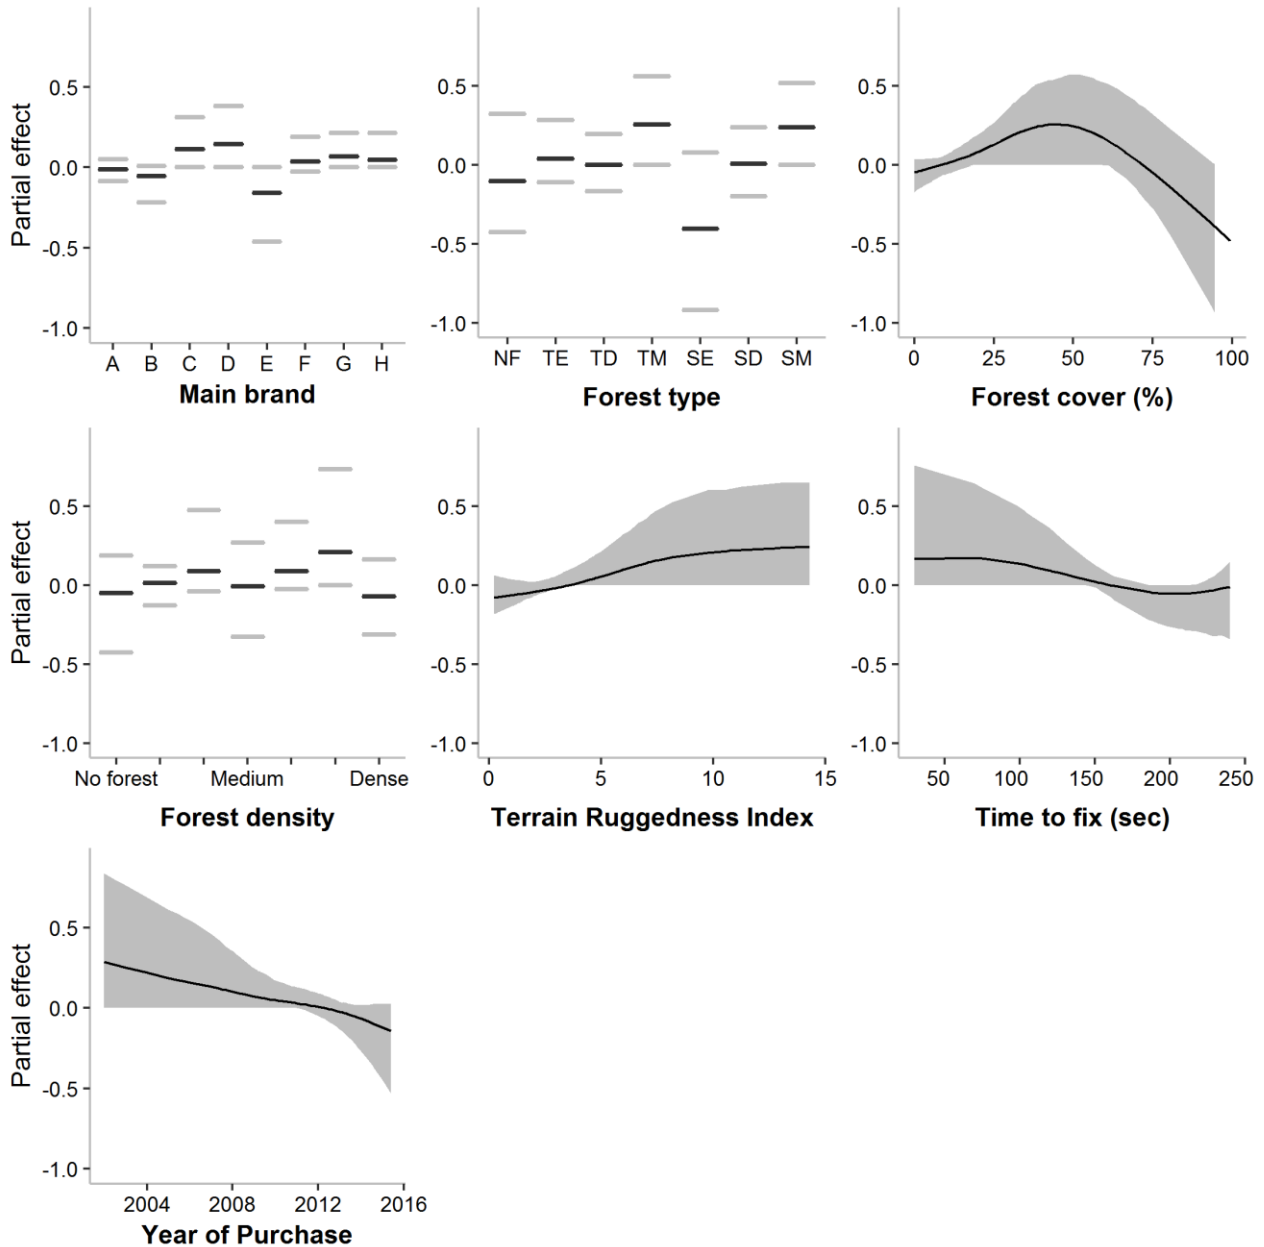 Partial effect
0.5
0.0
-0.5
-1.0
A B C D E F G H
Main brand
0.5
0.0
-0.5
-1.0
NF TE TD TM SE SD SM
Forest type
0.5
0.0
-0.5
-1.0
0 25 50 75 100
Forest cover (%)
Partial effect
0.5
0.0
-0.5
-1.0
No forest Medium Dense
Forest density
0.5
0.0
-0.5
-1.0
0 5 10 15
Terrain Ruggedness Index
0.5
0.0
-0.5
-1.0
50 100 150 200 250
Time to fix (sec)
Partial effect
0.5
0.0
-0.5
-1.0
2004 2008 2012 2016
Year of Purchase